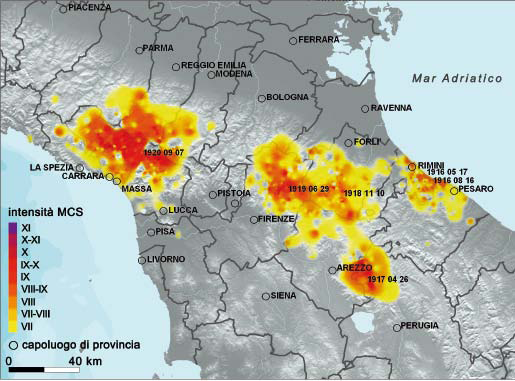 PIACENZA
PARMA
FERRARA
REGGIO EMILIA
MODENA
Mar Adriatico
BOLOGNA
RAVENNA
FORLI
1920 09 07
LA SPEZIA
CARRARA
MASSA
RIMINI
1916 05 17
1916 08 16
PESARO
PISTOIA
1919 06 29
1918 11 10
LUCCA
FIRENZE
PISA
LIVORNO
AREZZO
1917 04 26
SIENA
PERUGIA
intensità MCS
XI
X-XI
X
IX-X
IX
VIII-IX
VIII
VII-VIII
VII
capoluogo di provincia
0 40 km